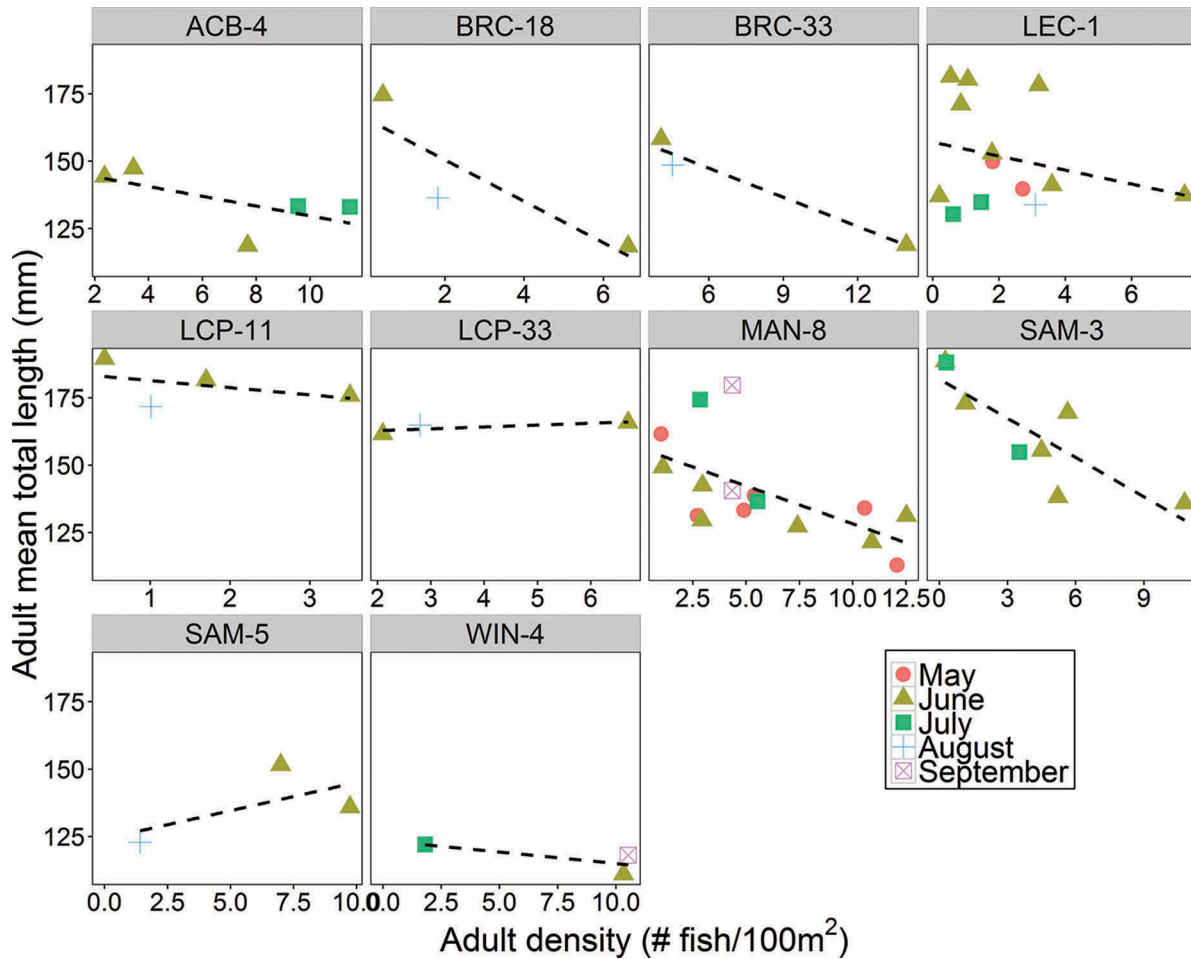 ACB-4 BRC-18 BRC-33 LEC-1
175
150
125
2 4 6 8 10
2 4 6
6 9 12
0 2 4 6
LCP-11 LCP-33 MAN-8 SAM-3
175
150
125
1 2 3
2 3 4 5 6
2.5 5.0 7.5 10.0 12.5
0 3 6 9
SAM-5 WIN-4
175
150
125
0.0 2.5 5.0 7.5 10.0
0.0 2.5 5.0 7.5 10.0
Adult mean total length (mm)
Adult density (# fish/100m²)
May
June
July
August
September